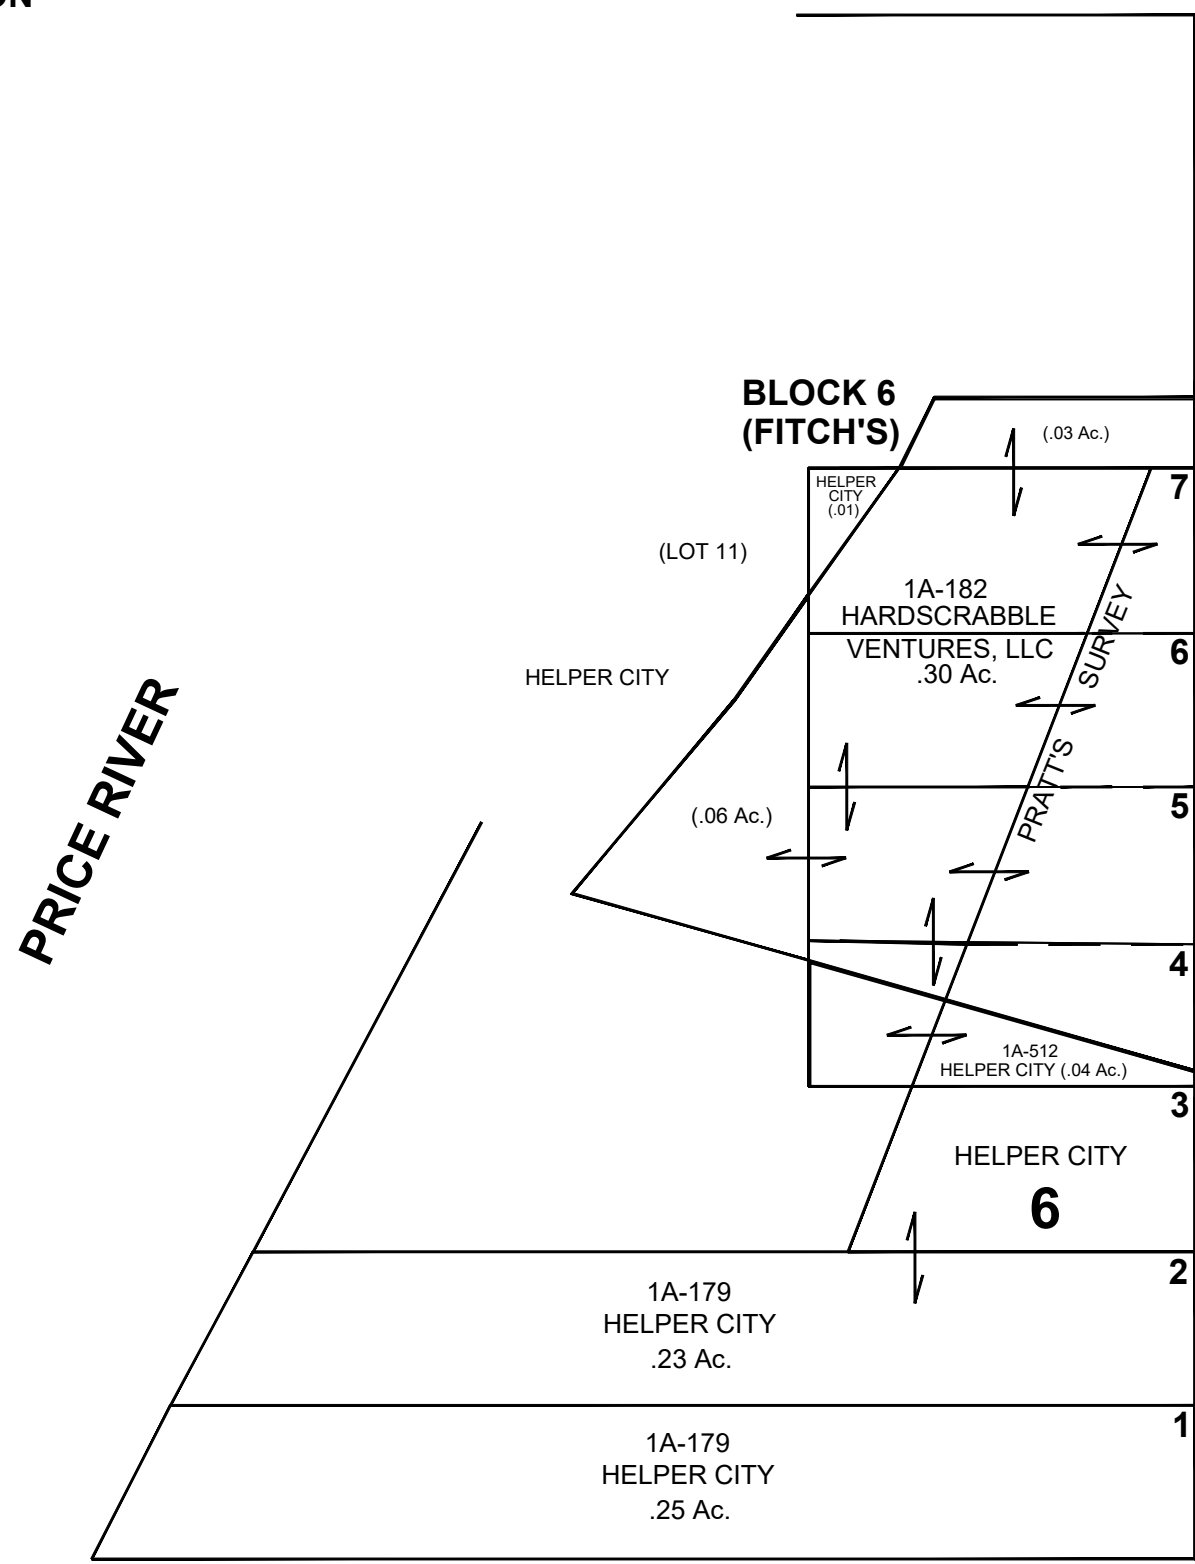 BLOCK 6
(FITCH'S)
(.03 Ac.)
7
HELPER
CITY
(.01)
(LOT 11)
1A-182
HARDSCRABBLE
VENTURES, LLC
.30 Ac.
6
SURVEY
HELPER CITY
PRICE RIVER
PRATT'S
5
(.06 Ac.)
4
1A-512
HELPER CITY (.04 Ac.)
3
HELPER CITY
6
2
1A-179
HELPER CITY
.23 Ac.
1
1A-179
HELPER CITY
.25 Ac.